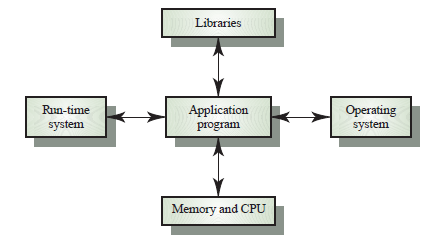 Libraries
Run-time
system
Application
program
Operating
system
Memory and CPU